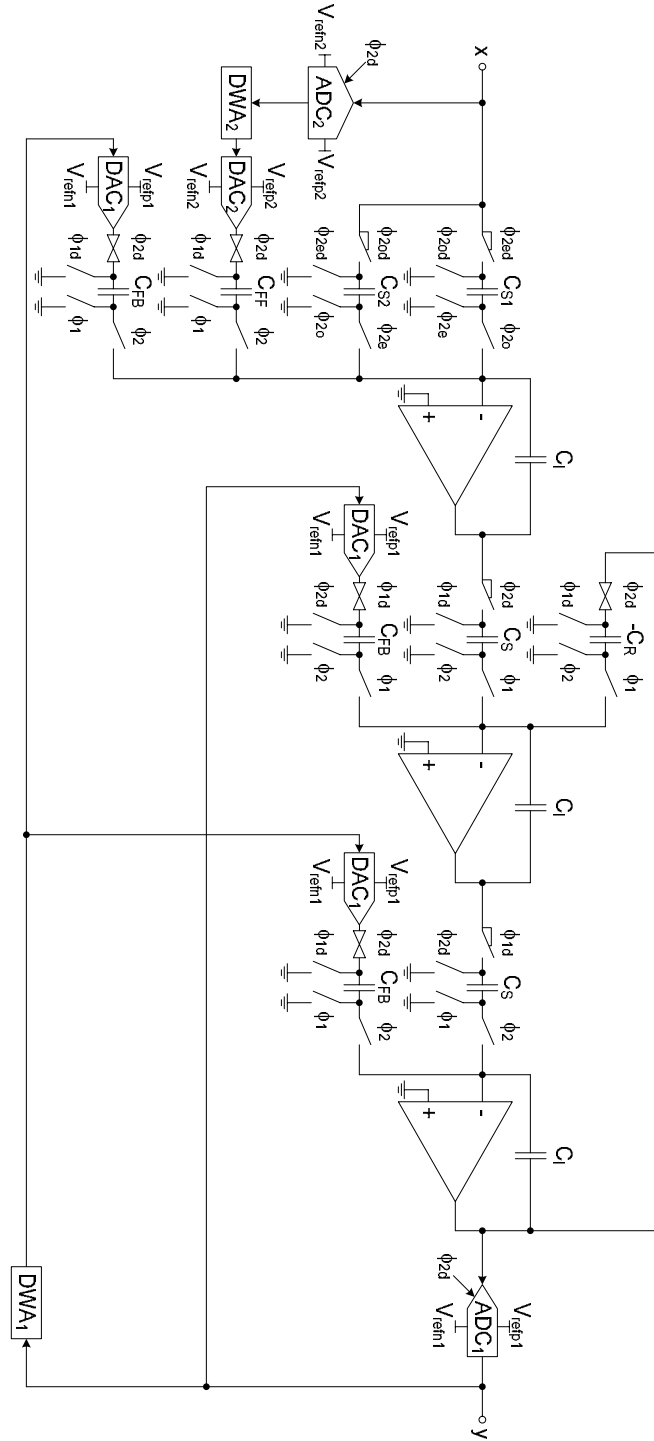 ϕ2d -CR ϕ1
ϕ1d ϕ2
CI CI CI
x ϕ2ed CS1 ϕ2o - ϕ2d CS ϕ1 - ϕ1d CS ϕ2 - Vrefp1 y
ϕ2od ϕ2e + ϕ2d ϕ2 + ϕ2d ϕ1 + ϕ2d ADC1
Vrefn1
ϕ2od CS2 ϕ2e Vrefp1 ϕ1d CFB ϕ1 Vrefp1 ϕ2d CFB ϕ2
DAC1 DAC1
ϕ2ed ϕ2o Vrefn1 ϕ2d ϕ2 Vrefn1 ϕ1d ϕ1
ϕ2d
Vrefn2 ADC2 Vrefp2
Vrefp2 ϕ2d CFF ϕ2
DWA2 DAC2
Vrefn2 ϕ1d ϕ1
Vrefp1 ϕ2d CFB ϕ2
DAC1
Vrefn1 ϕ1d ϕ1
DWA1